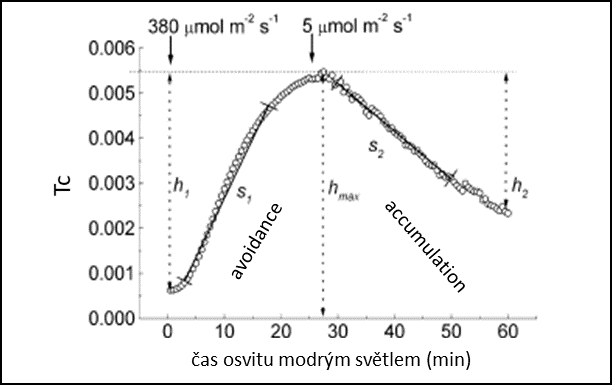 380 µmol m⁻² s⁻¹ 5 µmol m⁻² s⁻¹
0.006
0.005
0.004
0.003
0.002
0.001
0.000
Tc
h₁
s₁
avoidance
hmax
s₂
accumulation
h₂
0 10 20 30 40 50 60
čas osvitu modrým světlem (min)